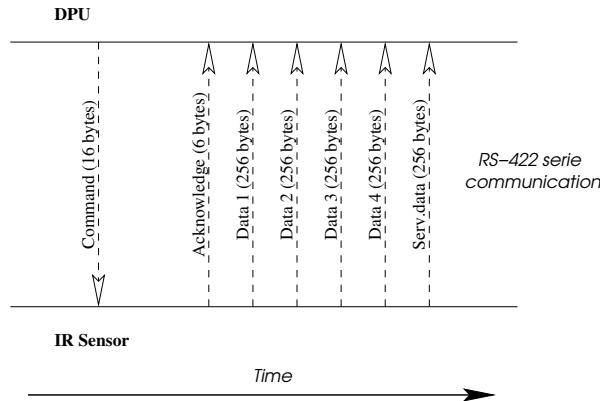 DPU
Command (16 bytes)
Acknowledge (6 bytes)
Data 1 (256 bytes)
Data 2 (256 bytes)
Data 3 (256 bytes)
Data 4 (256 bytes)
Serv.data (256 bytes)
RS–422 serie
communication
IR Sensor
Time